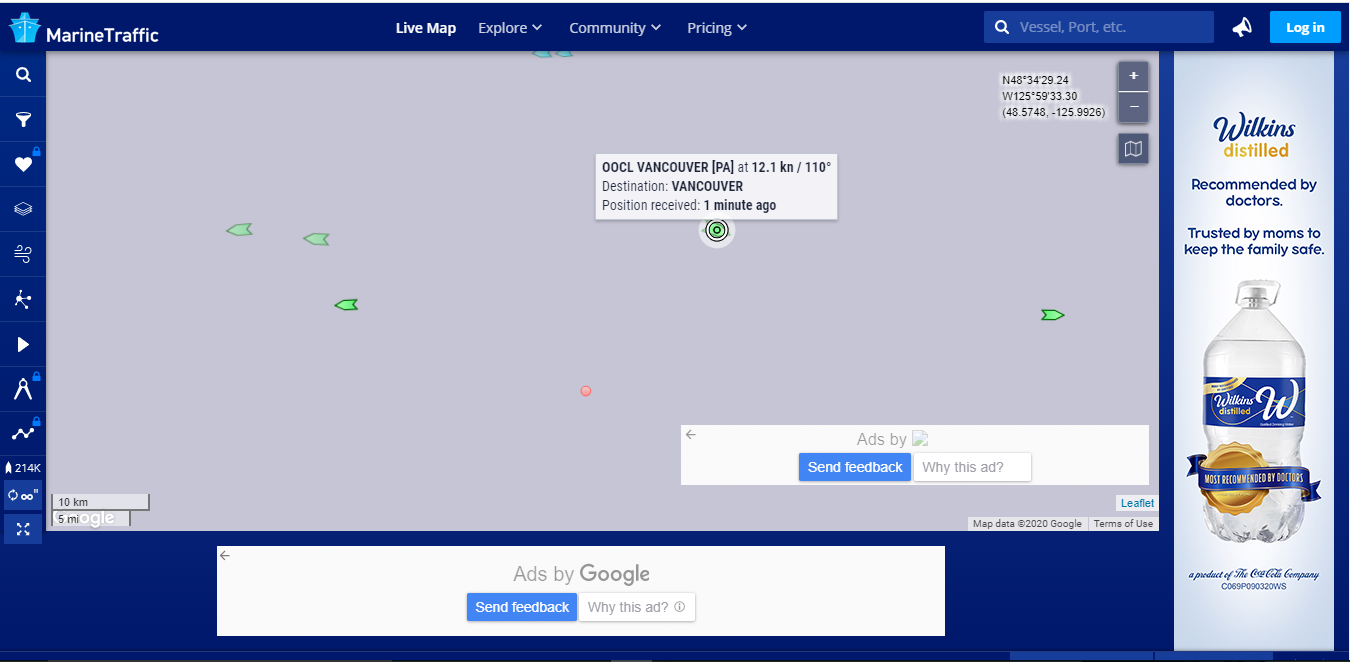 MarineTraffic
Live Map
Explore
Community
Pricing
Vessel, Port, etc.
Log in
N48°34'29.24
W125°59'33.30
(48.5748, -125.9926)
+
−
OOCL VANCOUVER [PA] at 12.1 kn / 110°
Destination: VANCOUVER
Position received: 1 minute ago
214K
∞"
10 km
5 mi
Google
Ads by
Send feedback
Why this ad?
Leaflet
Map data ©2020 Google
Terms of Use
Ads by Google
Send feedback
Why this ad?
Wilkins
distilled
Recommended by
doctors.
Trusted by moms to
keep the family safe.
Wilkins
distilled
W
MOST RECOMMENDED BY DOCTORS
a product of The Coca-Cola Company
C069P090320WS